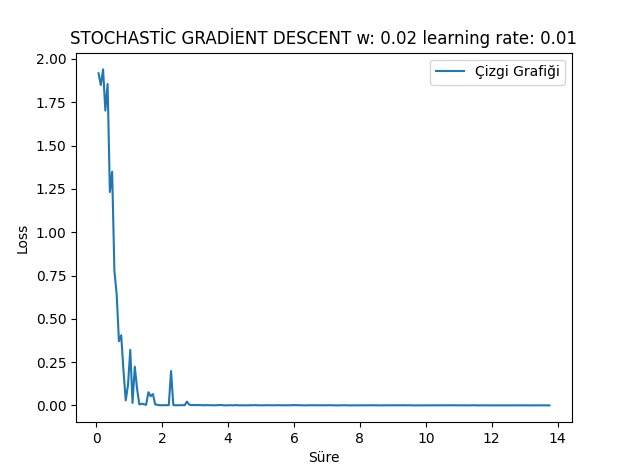 STOCHASTİC GRADİENT DESCENT w: 0.02 learning rate: 0.01
Çizgi Grafiği
2.00
1.75
1.50
1.25
1.00
0.75
0.50
0.25
0.00
Loss
0 2 4 6 8 10 12 14
Süre